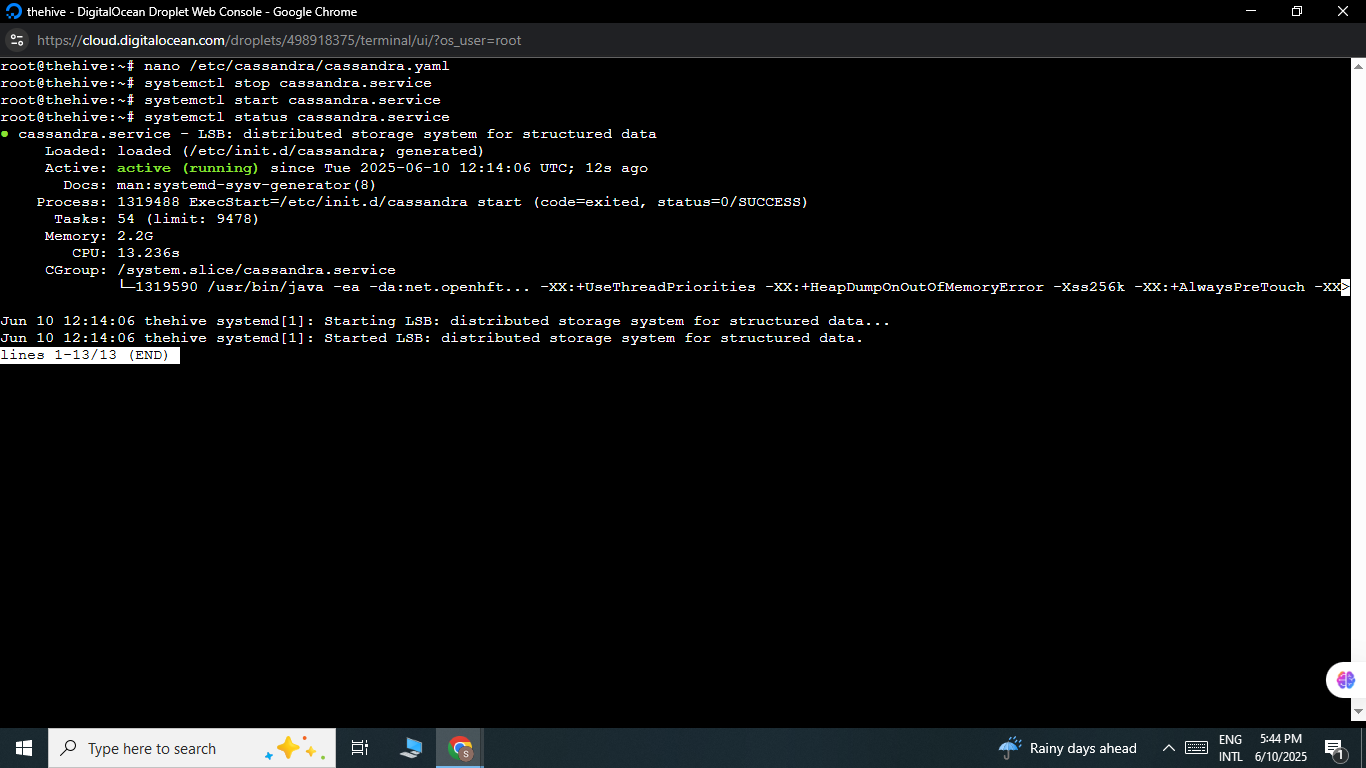 thehive - DigitalOcean Droplet Web Console - Google Chrome
https://cloud.digitalocean.com/droplets/498918375/terminal/ui/?os_user=root
root@thehive:~# nano /etc/cassandra/cassandra.yaml
root@thehive:~# systemctl stop cassandra.service
root@thehive:~# systemctl start cassandra.service
root@thehive:~# systemctl status cassandra.service
● cassandra.service - LSB: distributed storage system for structured data
Loaded: loaded (/etc/init.d/cassandra; generated)
Active: active (running) since Tue 2025-06-10 12:14:06 UTC; 12s ago
Docs: man:systemd-sysv-generator(8)
Process: 1319488 ExecStart=/etc/init.d/cassandra start (code=exited, status=0/SUCCESS)
Tasks: 54 (limit: 9478)
Memory: 2.2G
CPU: 13.236s
CGroup: /system.slice/cassandra.service
└─1319590 /usr/bin/java -ea -da:net.openhft... -XX:+UseThreadPriorities -XX:+HeapDumpOnOutOfMemoryError -Xss256k -XX:+AlwaysPreTouch -XX>
Jun 10 12:14:06 thehive systemd[1]: Starting LSB: distributed storage system for structured data...
Jun 10 12:14:06 thehive systemd[1]: Started LSB: distributed storage system for structured data.
lines 1-13/13 (END)
Type here to search
S
Rainy days ahead
ENG
INTL
5:44 PM
6/10/2025
1